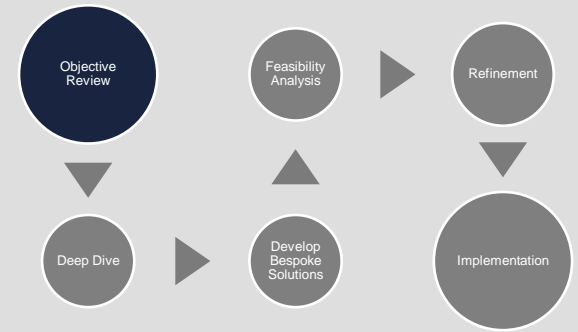 Objective
Review
Deep Dive
Develop
Bespoke
Solutions
Feasibility
Analysis
Refinement
Implementation